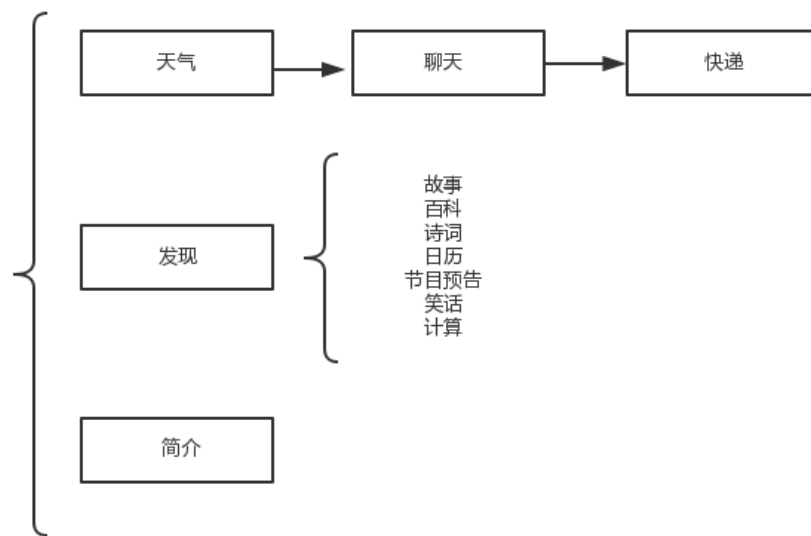 天气
聊天
快递
发现
故事
百科
诗词
日历
节目预告
笑话
计算
简介